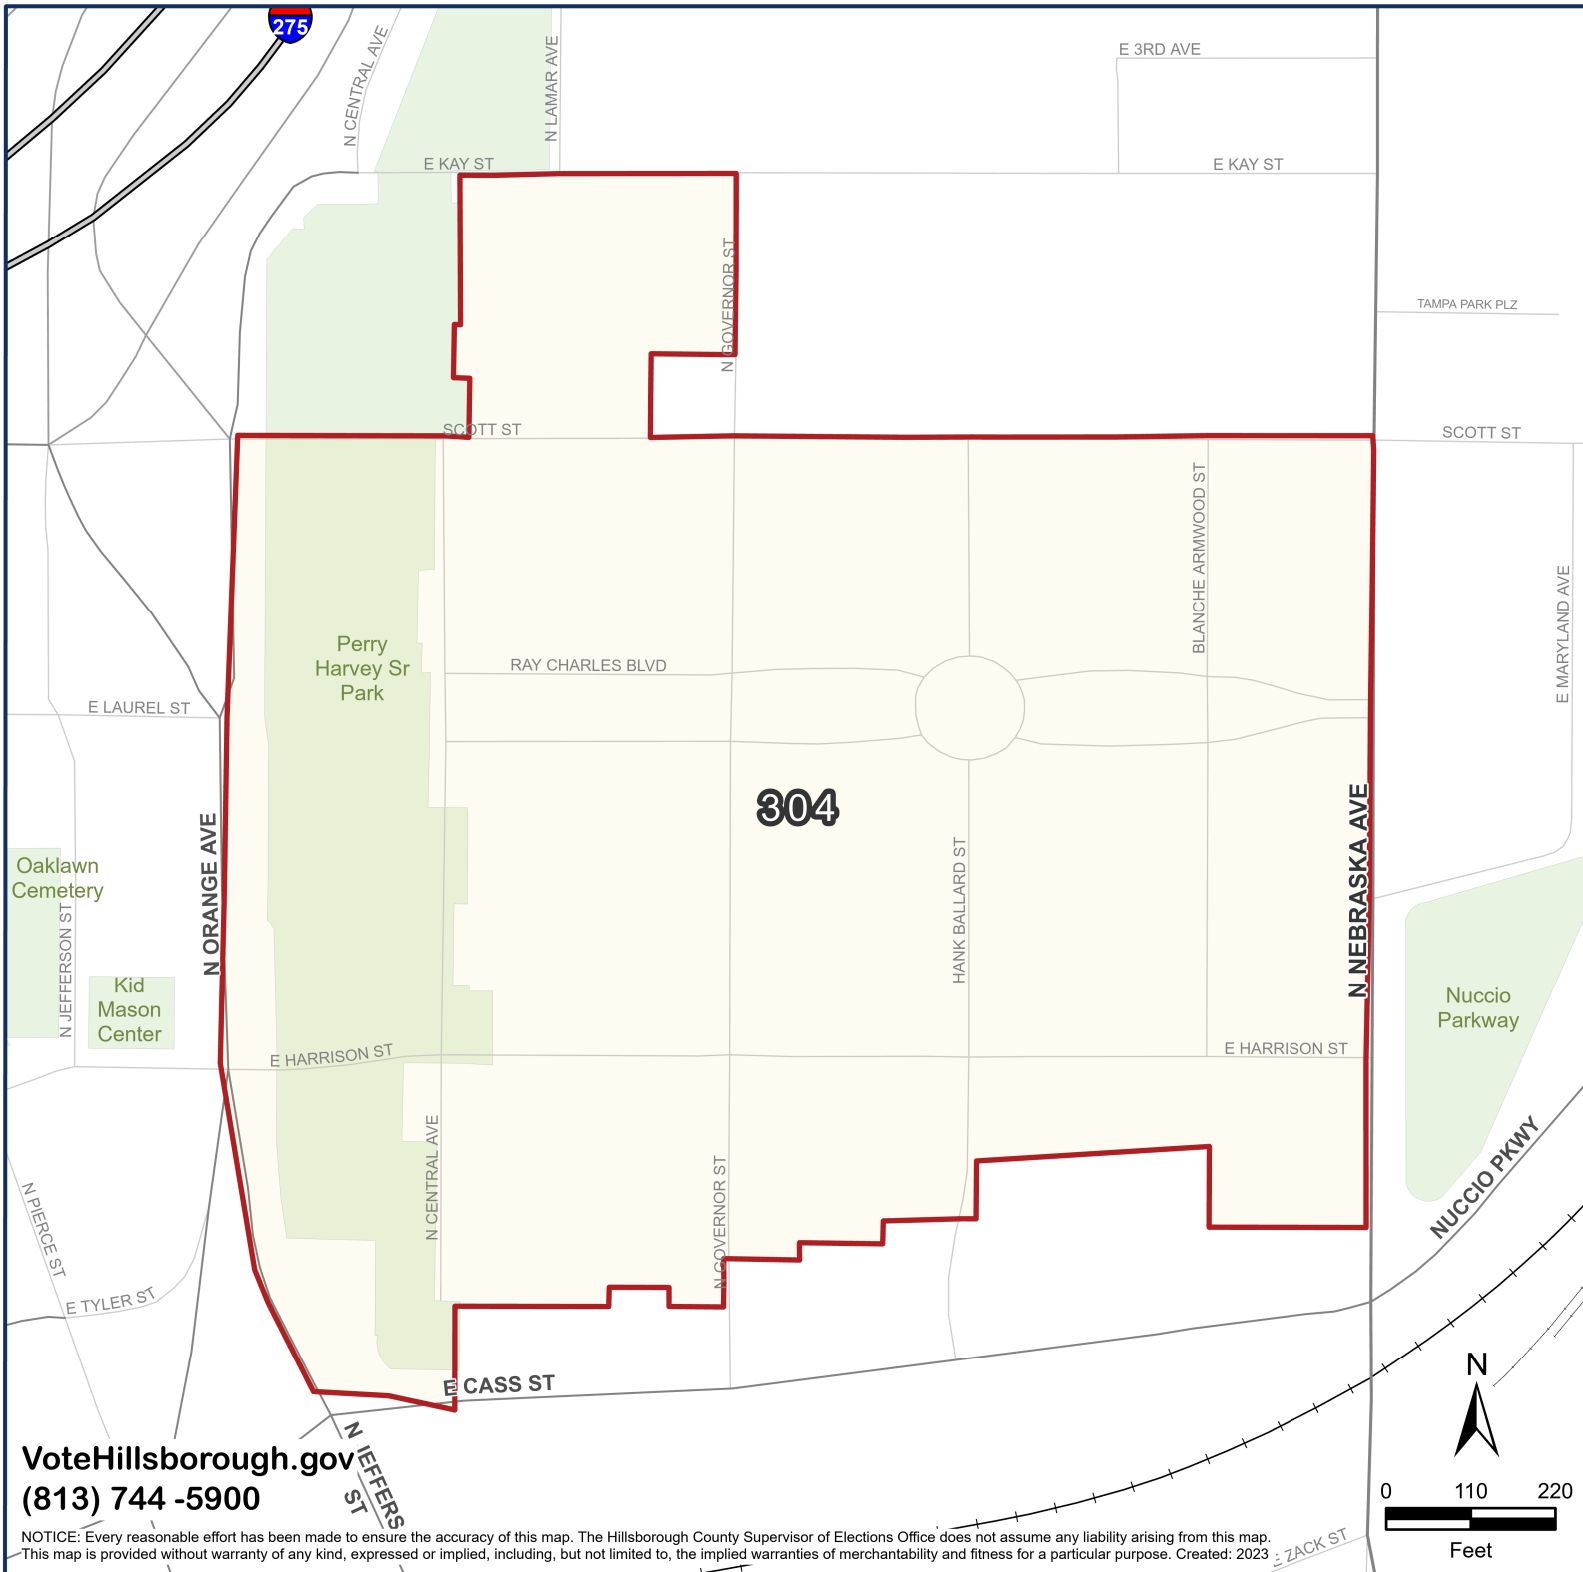 275
N CENTRAL AVE
N LAMAR AVE
E 3RD AVE
E KAY ST
E KAY ST
N GOVERNOR ST
TAMPA PARK PLZ
SCOTT ST
SCOTT ST
BLANCHE ARMWOOD ST
E MARYLAND AVE
Perry
Harvey Sr
Park
RAY CHARLES BLVD
E LAUREL ST
304
N ORANGE AVE
N NEBRASKA AVE
HANK BALLARD ST
Oaklawn
Cemetery
N JEFFERSON ST
Kid
Mason
Center
Nuccio
Parkway
E HARRISON ST
E HARRISON ST
N CENTRAL AVE
N GOVERNOR ST
NUCCIO PKWY
N PIERCE ST
E TYLER ST
E CASS ST
N JEFFERS
ST
N
VoteHillsborough.gov
(813) 744 -5900
0 110 220
Feet
NOTICE: Every reasonable effort has been made to ensure the accuracy of this map. The Hillsborough County Supervisor of Elections Office does not assume any liability arising from this map.
This map is provided without warranty of any kind, expressed or implied, including, but not limited to, the implied warranties of merchantability and fitness for a particular purpose. Created: 2023
E ZACK ST